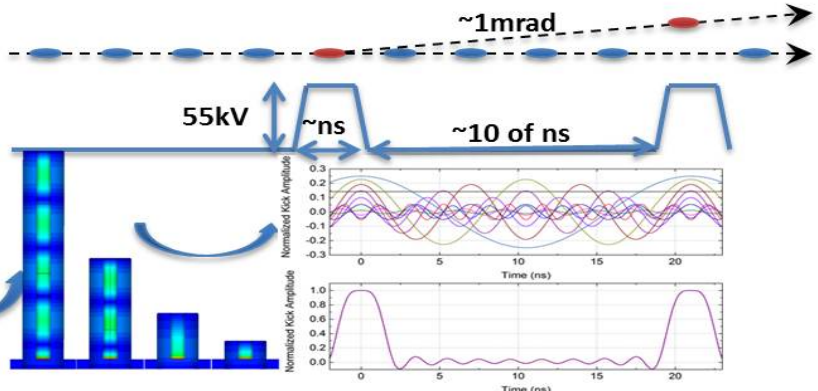 ~1mrad
55kV
~ns
~10 of ns
Normalized Kick Amplitude
0.3
0.2
0.1
0.0
-0.1
-0.2
-0.3
0 5 10 15 20
Time (ns)
Normalized Kick Amplitude
1.0
0.8
0.6
0.4
0.2
0.0
0 5 10 15 20
Time (ns)